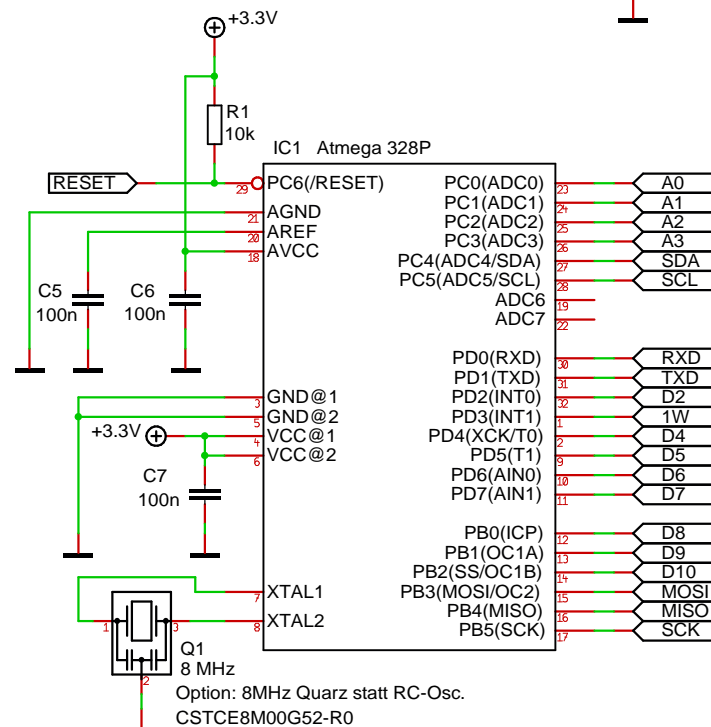 +3.3V
R1
10k
IC1 Atmega 328P
RESET
29 PC6(/RESET) PC0(ADC0) 23 A0
21 AGND PC1(ADC1) 24 A1
20 AREF PC2(ADC2) 25 A2
18 AVCC PC3(ADC3) 26 A3
PC4(ADC4/SDA) 27 SDA
PC5(ADC5/SCL) 28 SCL
ADC6 19
ADC7 22
C5
100n
C6
100n
PD0(RXD) 30 RXD
PD1(TXD) 31 TXD
3 GND@1 PD2(INT0) 32 D2
5 GND@2 PD3(INT1) 1 1W
+3.3V 4 VCC@1 PD4(XCK/T0) 2 D4
6 VCC@2 PD5(T1) 9 D5
PD6(AIN0) 10 D6
PD7(AIN1) 11 D7
C7
100n
PB0(ICP) 12 D8
PB1(OC1A) 13 D9
PB2(SS/OC1B) 14 D10
7 XTAL1 PB3(MOSI/OC2) 15 MOSI
8 XTAL2 PB4(MISO) 16 MISO
PB5(SCK) 17 SCK
1 3
2
Q1
8 MHz
Option: 8MHz Quarz statt RC-Osc.
CSTCE8M00G52-R0